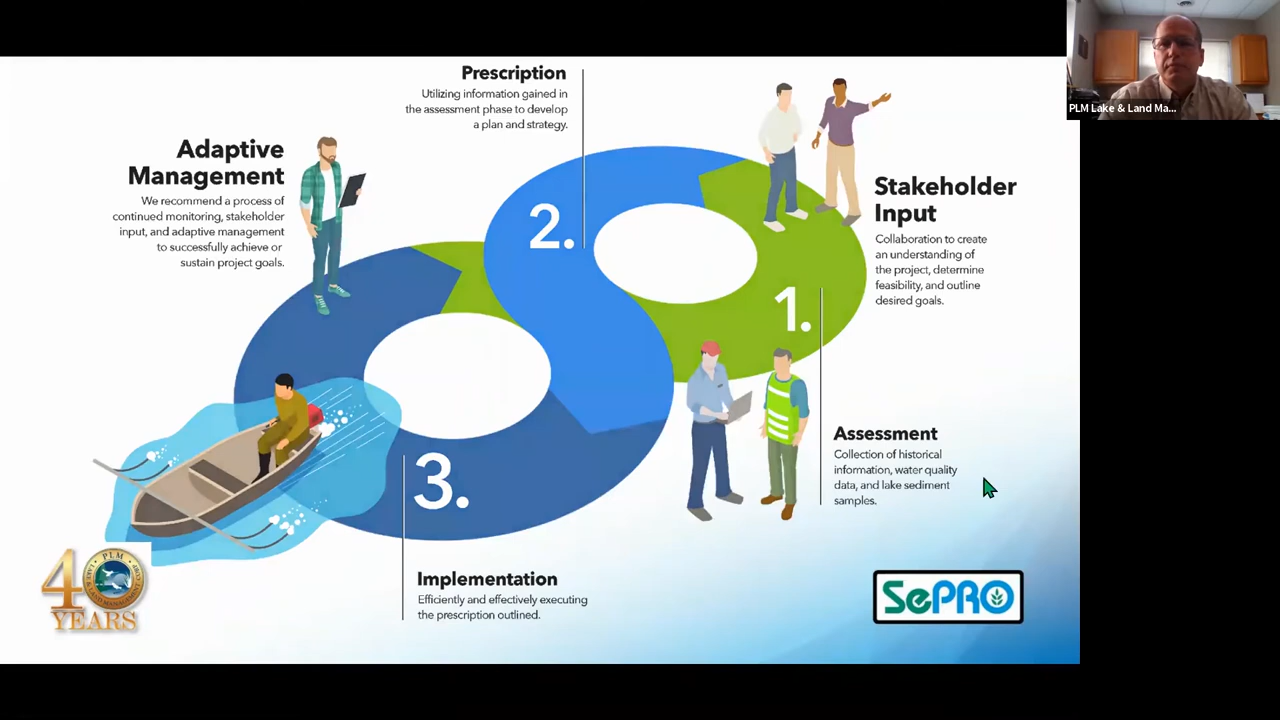 PLM Lake & Land Ma...
Prescription
Utilizing information gained in
the assessment phase to develop
a plan and strategy.
Adaptive
Management
We recommend a process of
continued monitoring, stakeholder
input, and adaptive management
to successfully achieve or
sustain project goals.
2.
Stakeholder
Input
Collaboration to create
an understanding of
the project, determine
feasibility, and outline
desired goals.
1.
Assessment
Collection of historical
information, water quality
data, and lake sediment
samples.
3.
Implementation
Efficiently and effectively executing
the prescription outlined.
40
PLM
YEARS
SePRO